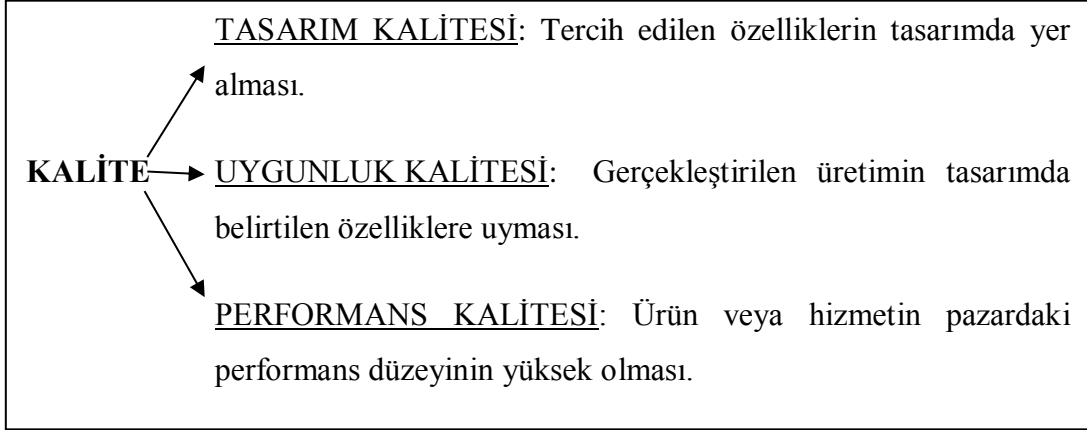 TASARIM KALİTESİ: Tercih edilen özelliklerin tasarımda yer
alması.
KALİTE
UYGUNLUK KALİTESİ: Gerçekleştirilen üretimin tasarımda
belirtilen özelliklere uyması.
PERFORMANS KALİTESİ: Ürün veya hizmetin pazardaki
performans düzeyinin yüksek olması.